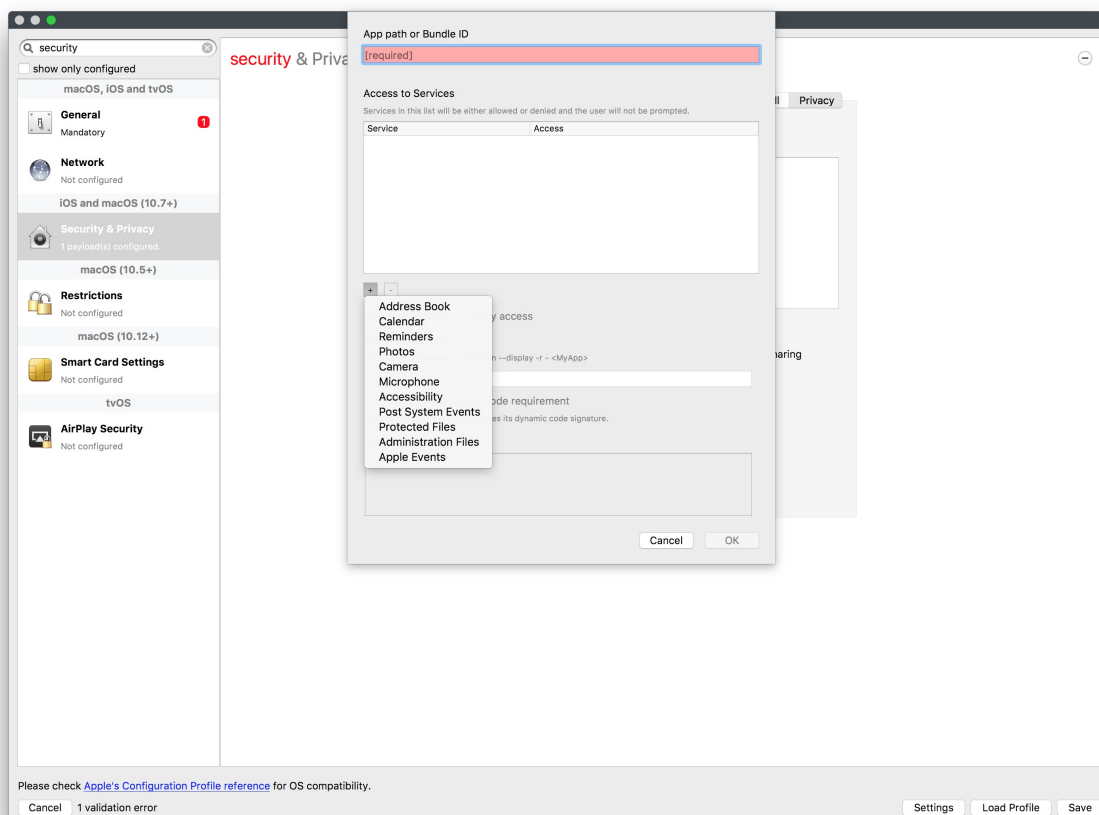 security
show only configured
macOS, iOS and tvOS
General
Mandatory
1
Network
Not configured
iOS and macOS (10.7+)
Security & Privacy
1 payload(s) configured.
macOS (10.5+)
Restrictions
Not configured
macOS (10.12+)
Smart Card Settings
Not configured
tvOS
AirPlay Security
Not configured
security & Priva
Privacy
haring
App path or Bundle ID
[required]
Access to Services
Services in this list will be either allowed or denied and the user will not be prompted.
Service Access
+ -
Address Book
Calendar
Reminders
Photos
Camera
Microphone
Accessibility
Post System Events
Protected Files
Administration Files
Apple Events
y access
n --display -r - <MyApp>
ode requirement
es its dynamic code signature.
Cancel OK
Please check Apple's Configuration Profile reference for OS compatibility.
Cancel 1 validation error Settings Load Profile Save